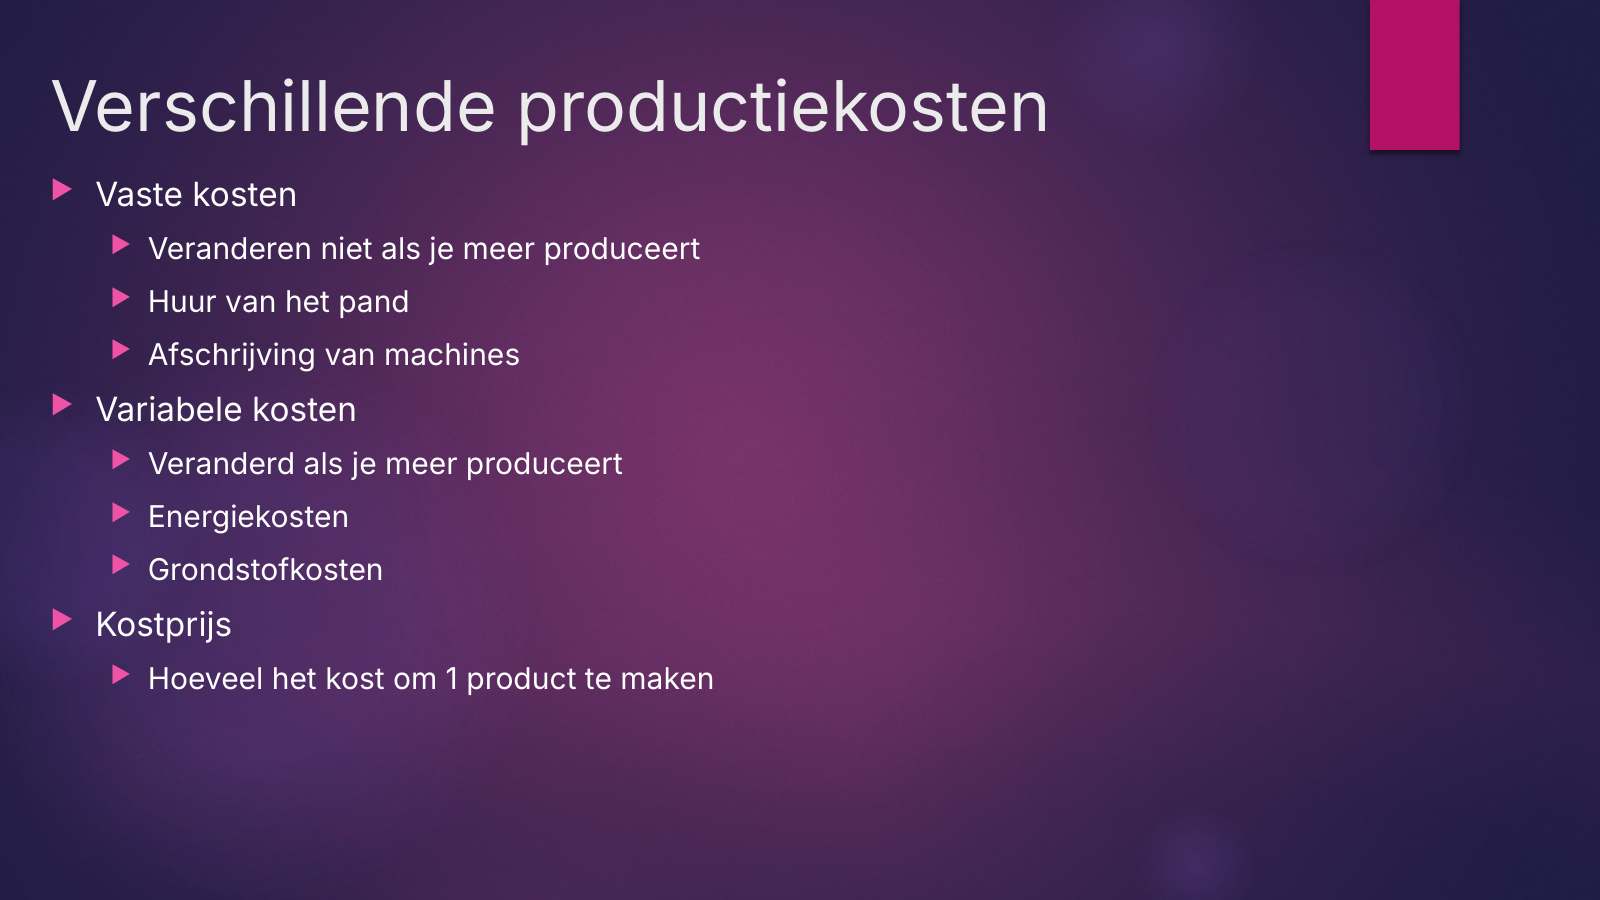 Verschillende productiekosten
Vaste kosten
Veranderen niet als je meer produceert
Huur van het pand
Afschrijving van machines
Variabele kosten
Veranderd als je meer produceert
Energiekosten
Grondstofkosten
Kostprijs
Hoeveel het kost om 1 product te maken